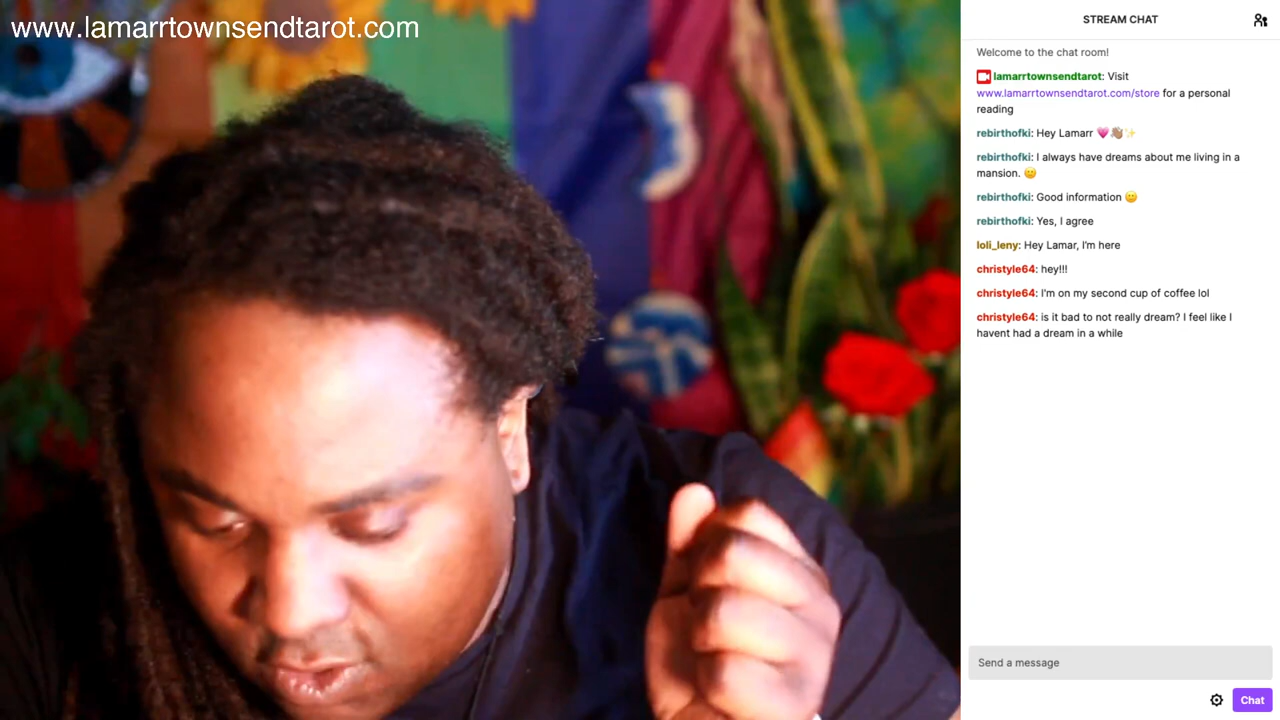 www.lamarrtownsendtarot.com
STREAM CHAT
Welcome to the chat room!
lamarrtownsendtarot: Visit
www.lamarrtownsendtarot.com/store for a personal
reading
rebirthofki: Hey Lamarr 💗👋🏽✨
rebirthofki: I always have dreams about me living in a
mansion. 🙂
rebirthofki: Good information 🙂
rebirthofki: Yes, I agree
loli_leny: Hey Lamar, I'm here
christyle64: hey!!!
christyle64: I'm on my second cup of coffee lol
christyle64: is it bad to not really dream? I feel like I
havent had a dream in a while
Send a message
Chat